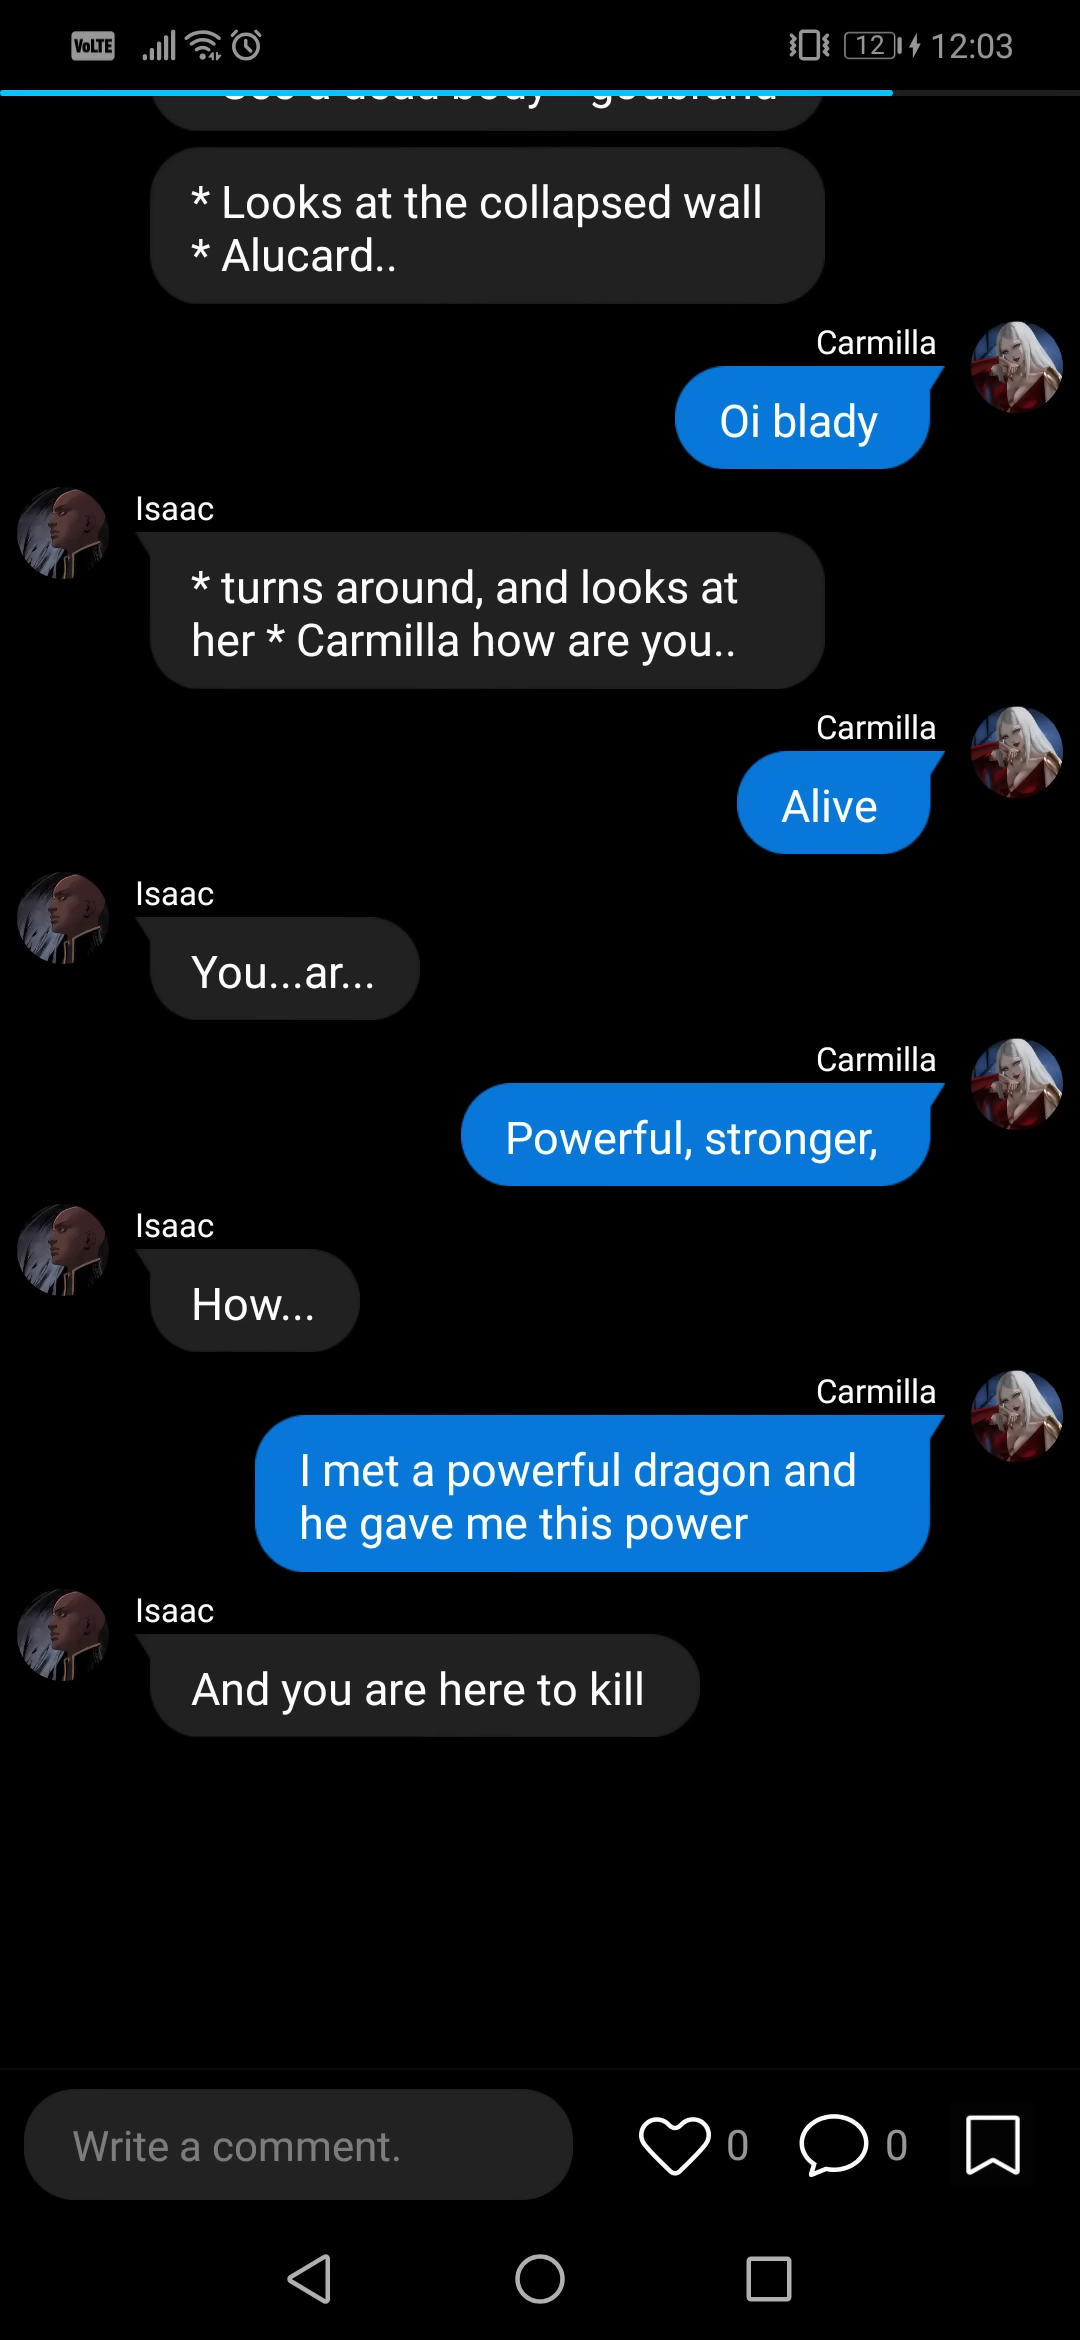 VoLTE
12
12:03
* Looks at the collapsed wall
* Alucard..
Carmilla
Oi blady
Isaac
* turns around, and looks at
her * Carmilla how are you..
Carmilla
Alive
Isaac
You...ar...
Carmilla
Powerful, stronger,
Isaac
How...
Carmilla
I met a powerful dragon and
he gave me this power
Isaac
And you are here to kill
Write a comment.
0
0